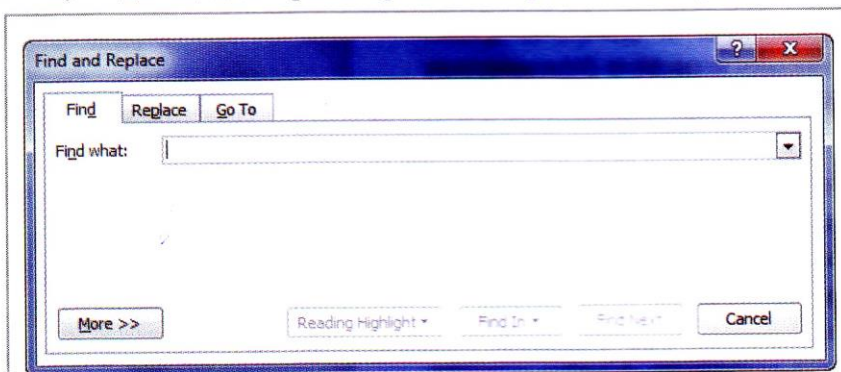 Find and Replace
Find Replace Go To
Find what:
More >> Reading Highlight Find In Find Next Cancel